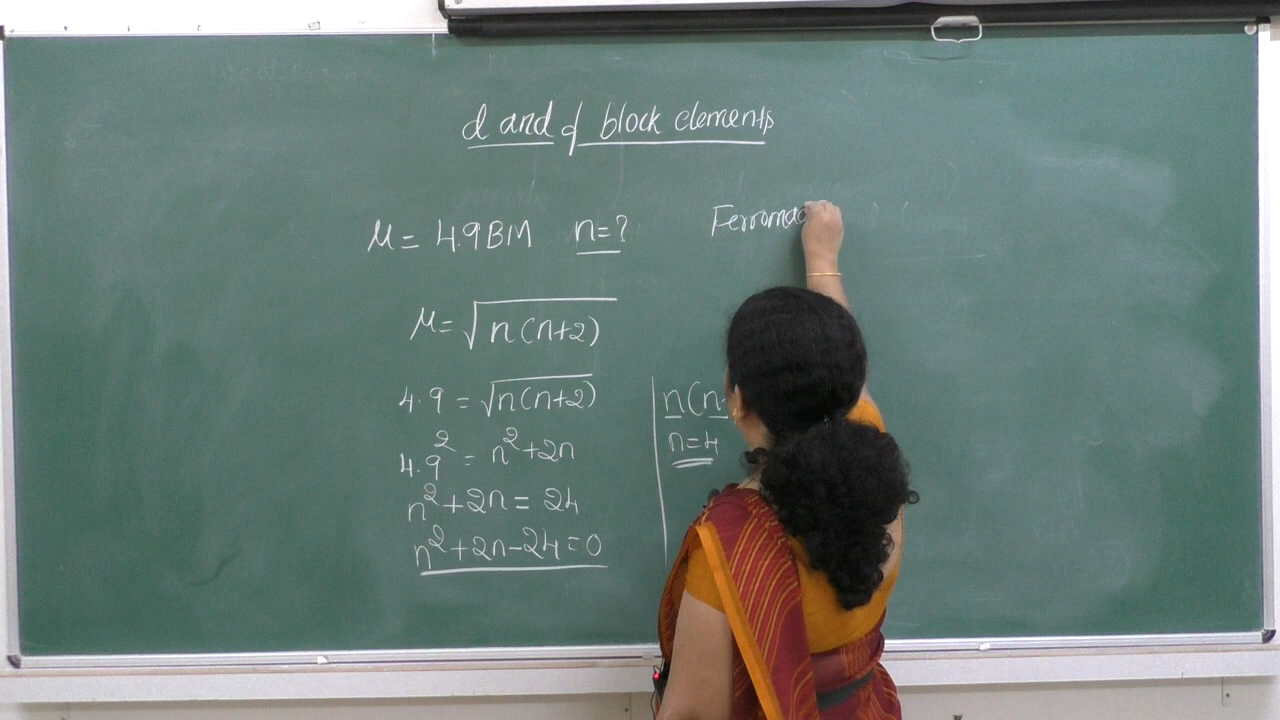 d and f block elements
μ = 4.9BM n=?
μ = √n(n+2)
4.9 = √n(n+2)
4.9² = n²+2n
n²+2n = 24
n²+2n-24=0
n(n
n=4
Ferroma